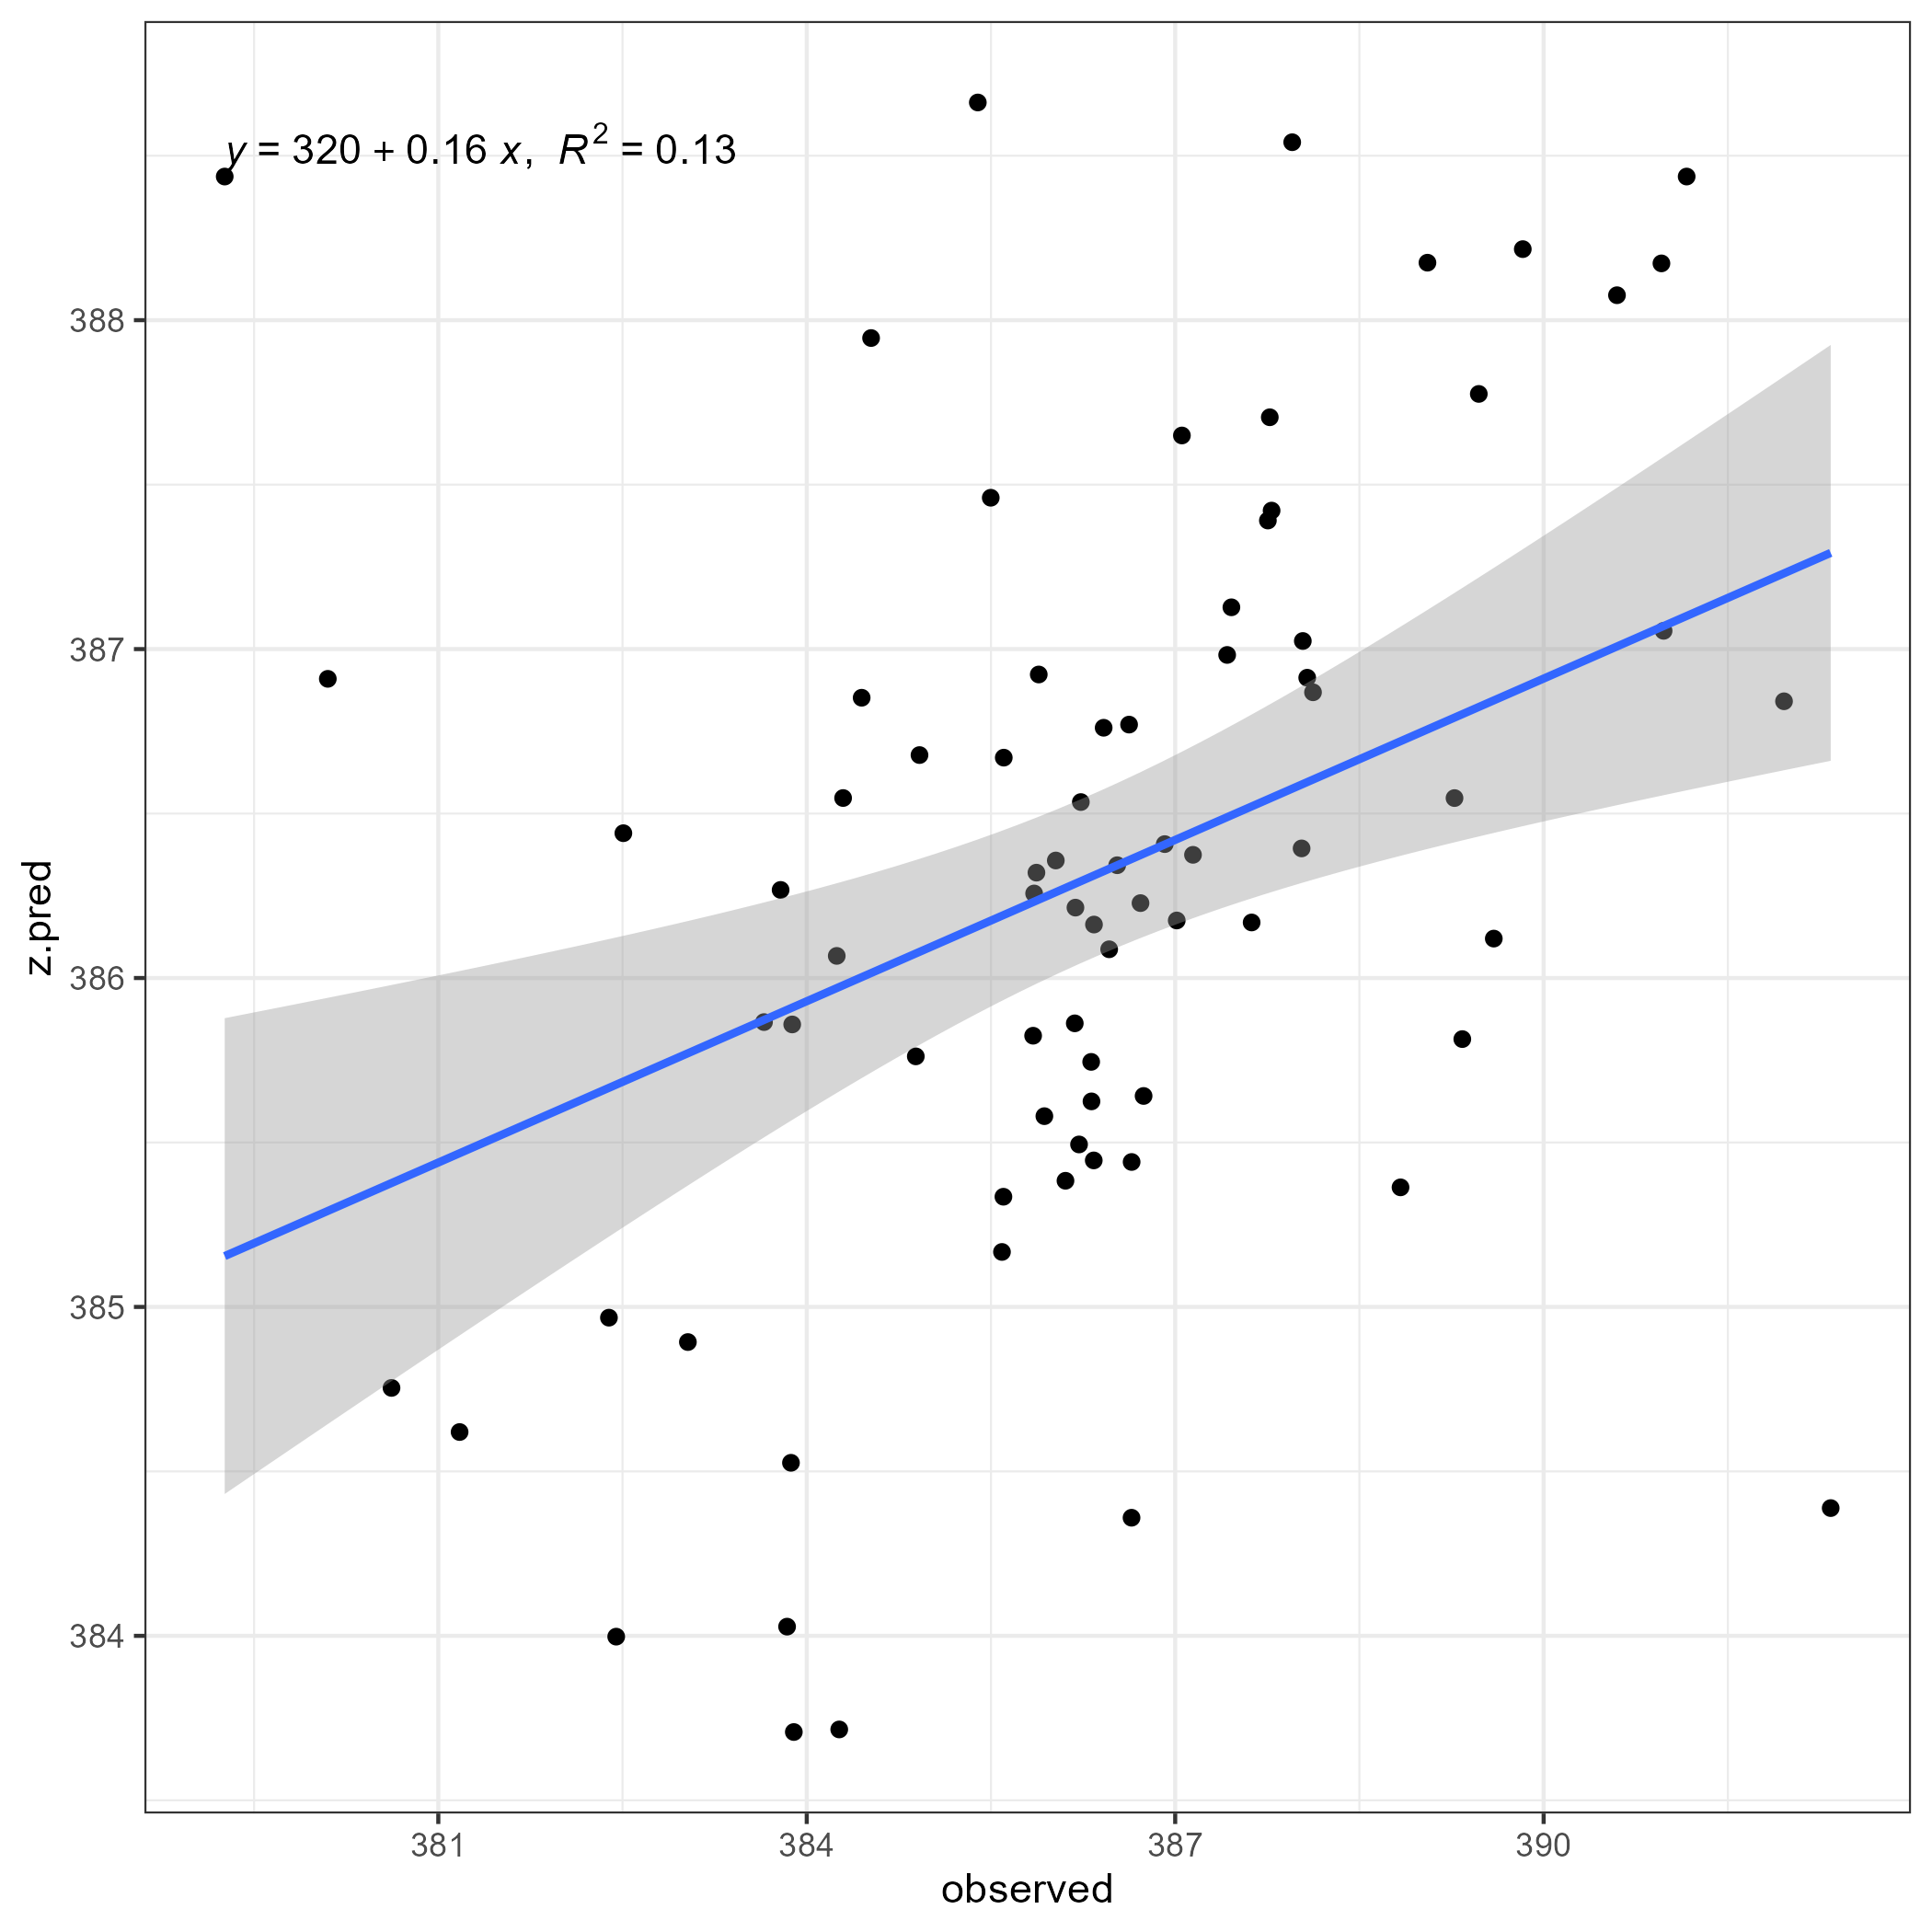 y = 320 + 0.16 x, R² = 0.13
388
387
386
385
384
z.pred
381 384 387 390
observed